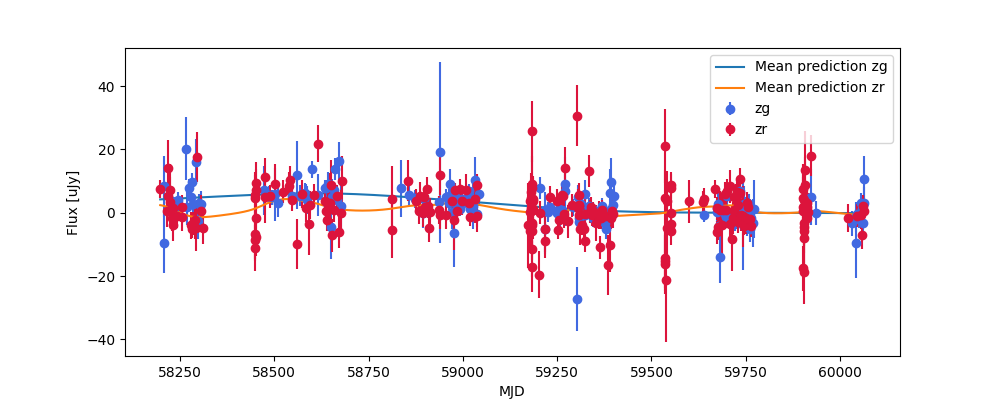 Mean prediction zg
Mean prediction zr
zg
zr
40
20
0
−20
−40
Flux [uJy]
58250
58500
58750
59000
59250
59500
59750
60000
MJD